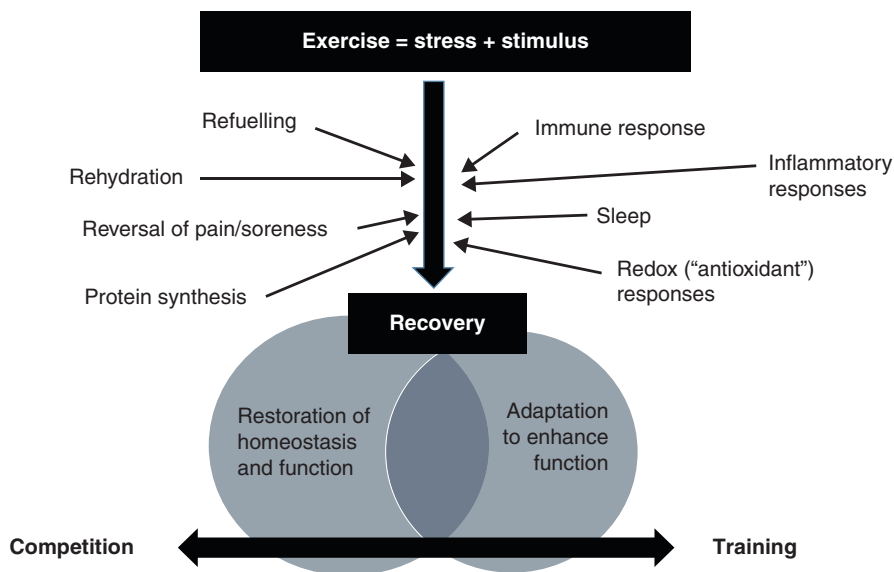 Exercise = stress + stimulus
Refuelling
Immune response
Rehydration
Inflammatory
responses
Reversal of pain/soreness
Sleep
Protein synthesis
Redox (“antioxidant”)
responses
Recovery
Restoration of
homeostasis
and function
Adaptation
to enhance
function
Competition
Training